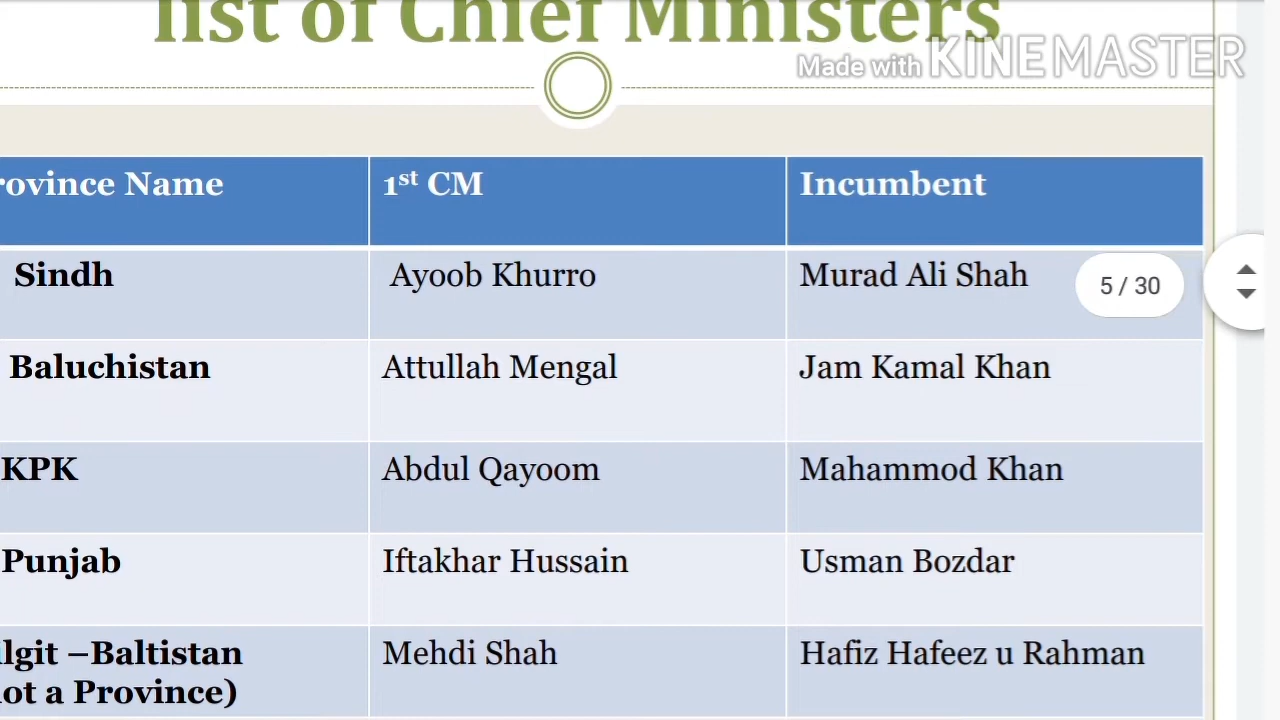 list of Chief Ministers
Made with KINEMASTER
rovince Name 1st CM Incumbent
Sindh Ayoob Khurro Murad Ali Shah 5 / 30
Baluchistan Attullah Mengal Jam Kamal Khan
KPK Abdul Qayoom Mahammod Khan
Punjab Iftakhar Hussain Usman Bozdar
ilgit –Baltistan Mehdi Shah Hafiz Hafeez u Rahman
ot a Province)